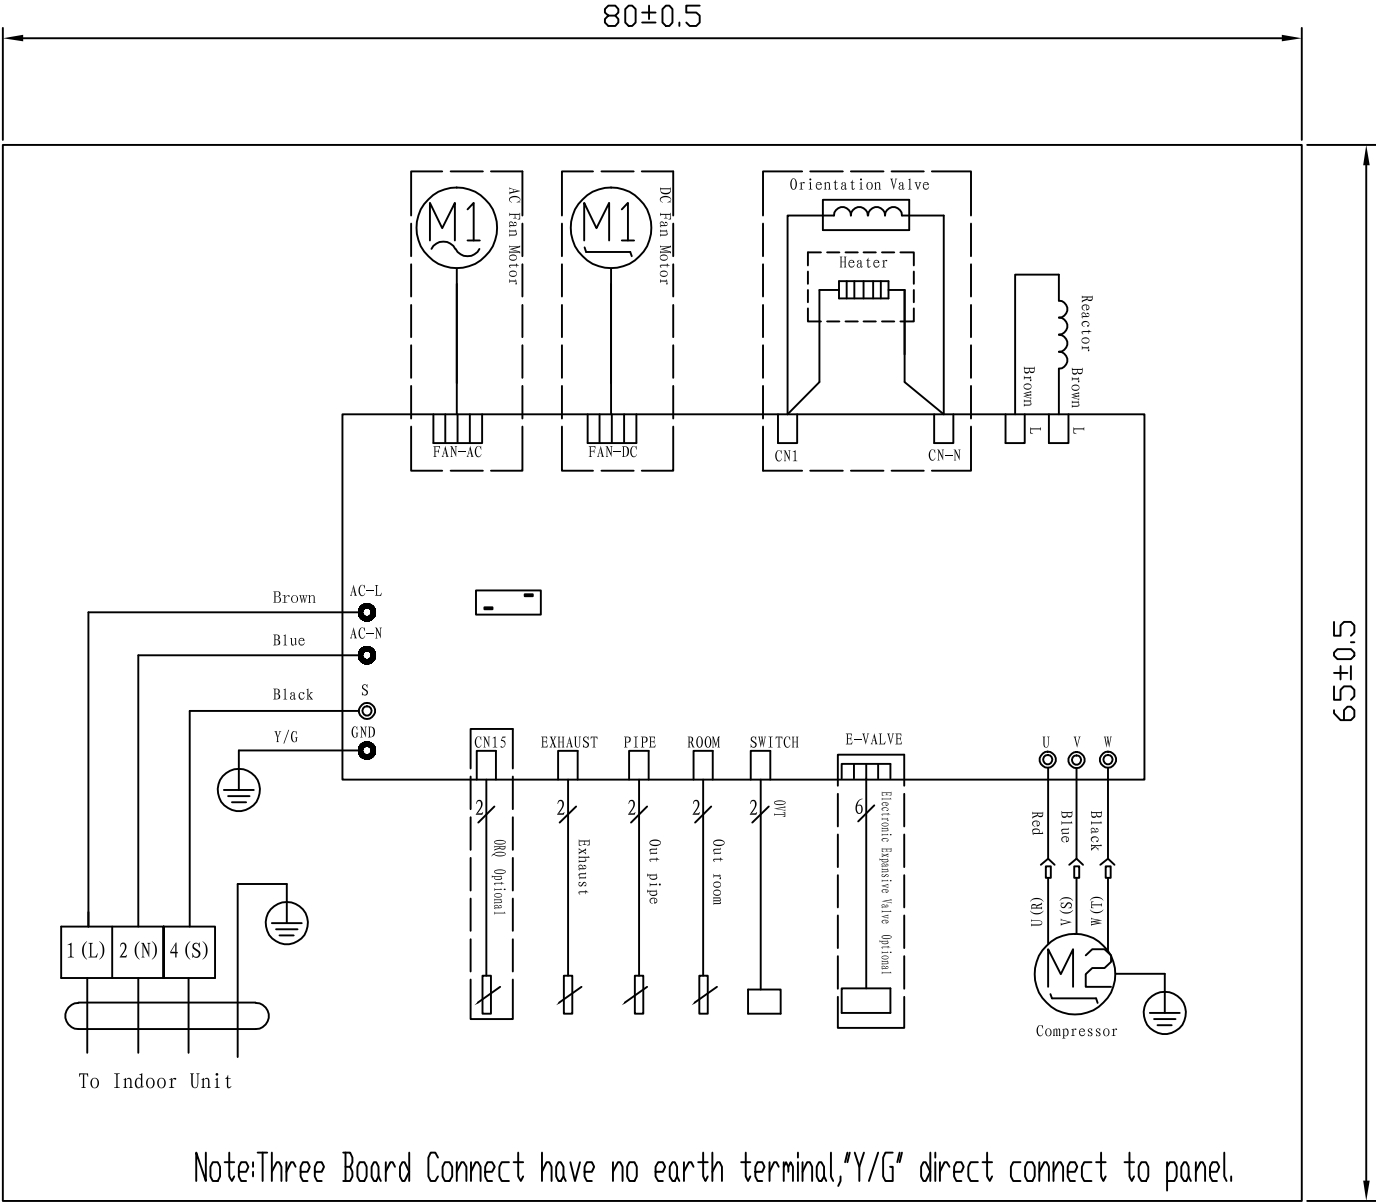 80±0.5
Orientation Valve
M1
AC Fan Motor
M1
DC Fan Motor
Heater
Reactor
Brown
Brown
L
L
FAN-AC
FAN-DC
CN1
CN-N
AC-L
Brown
AC-N
Blue
65±0.5
S
Black
GND
Y/G
CN15
EXHAUST
PIPE
ROOM
SWITCH
E-VALVE
U
V
W
2
2
2
2
2
OVT
6
Red
Blue
Black
ORQ Optional
Exhaust
Out pipe
Out room
Electronic Expansive Valve Optional
U(R)
V(S)
W(T)
1(L)
2(N)
4(S)
M2
Compressor
To Indoor Unit
Note:Three Board Connect have no earth terminal,"Y/G" direct connect to panel.